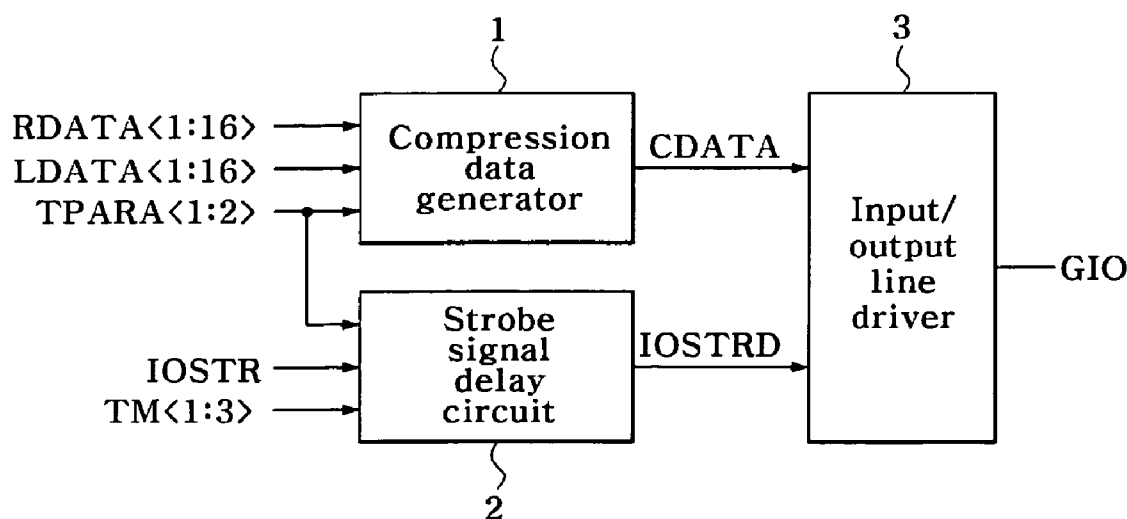 1
3
RDATA<1:16>
LDATA<1:16>
TPARA<1:2>
Compression
data
generator
CDATA
Input/
output
line
driver
GIO
IOSTR
TM<1:3>
Strobe
signal
delay
circuit
IOSTRD
2